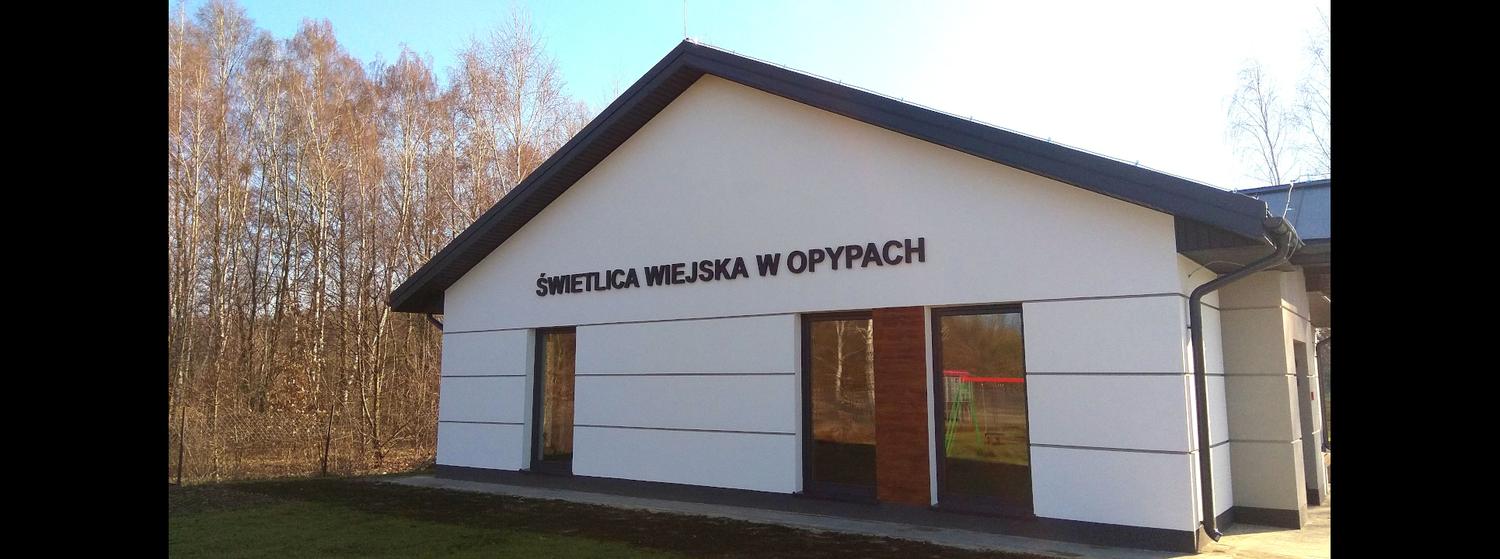 ŚWIETLICA WIEJSKA W OPYPACH